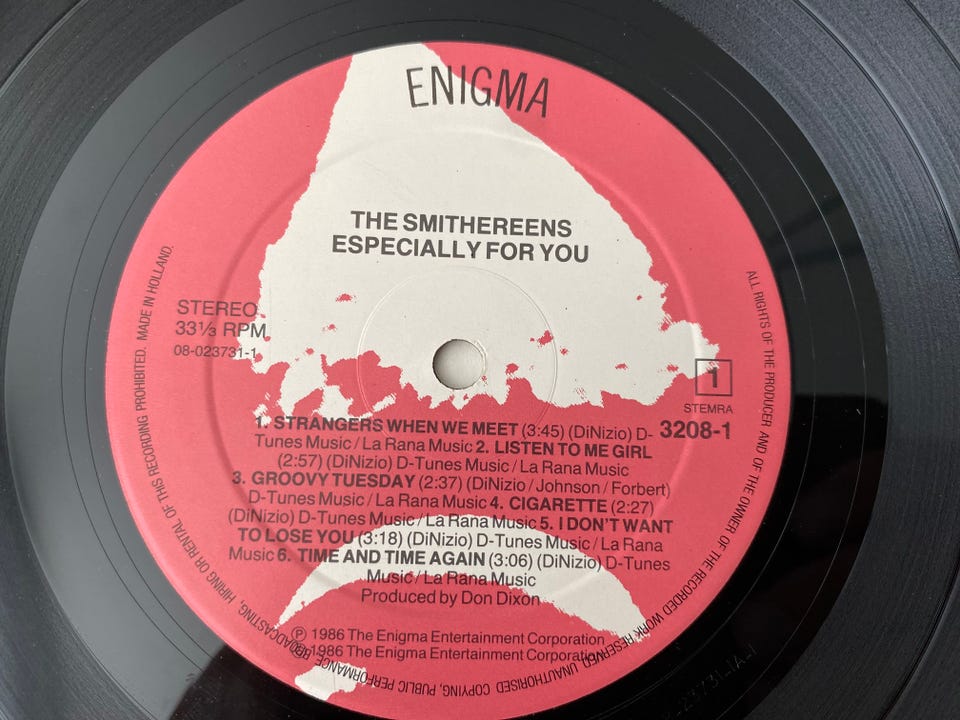 ENIGMA
THE SMITHEREENS
ESPECIALLY FOR YOU
STEREO
33⅓ RPM
08-023731-1
1
STEMRA
3208-1
1. STRANGERS WHEN WE MEET (3:45) (DiNizio) D-
Tunes Music / La Rana Music 2. LISTEN TO ME GIRL
(2:57) (DiNizio) D-Tunes Music / La Rana Music
3. GROOVY TUESDAY (2:37) (DiNizio / Johnson / Forbert)
D-Tunes Music / La Rana Music 4. CIGARETTE (2:27)
(DiNizio) D-Tunes Music / La Rana Music 5. I DON'T WANT
TO LOSE YOU (3:18) (DiNizio) D-Tunes Music / La Rana
Music 6. TIME AND TIME AGAIN (3:06) (DiNizio) D-Tunes
Music / La Rana Music
Produced by Don Dixon
Ⓟ 1986 The Enigma Entertainment Corporation
© 1986 The Enigma Entertainment Corporation
ALL RIGHTS OF THE PRODUCER AND OF THE OWNER OF THE RECORDED WORK RESERVED. UNAUTHORISED COPYING, PUBLIC PERFORMANCE, BROADCASTING, HIRING OR RENTAL OF THIS RECORDING PROHIBITED. MADE IN HOLLAND.